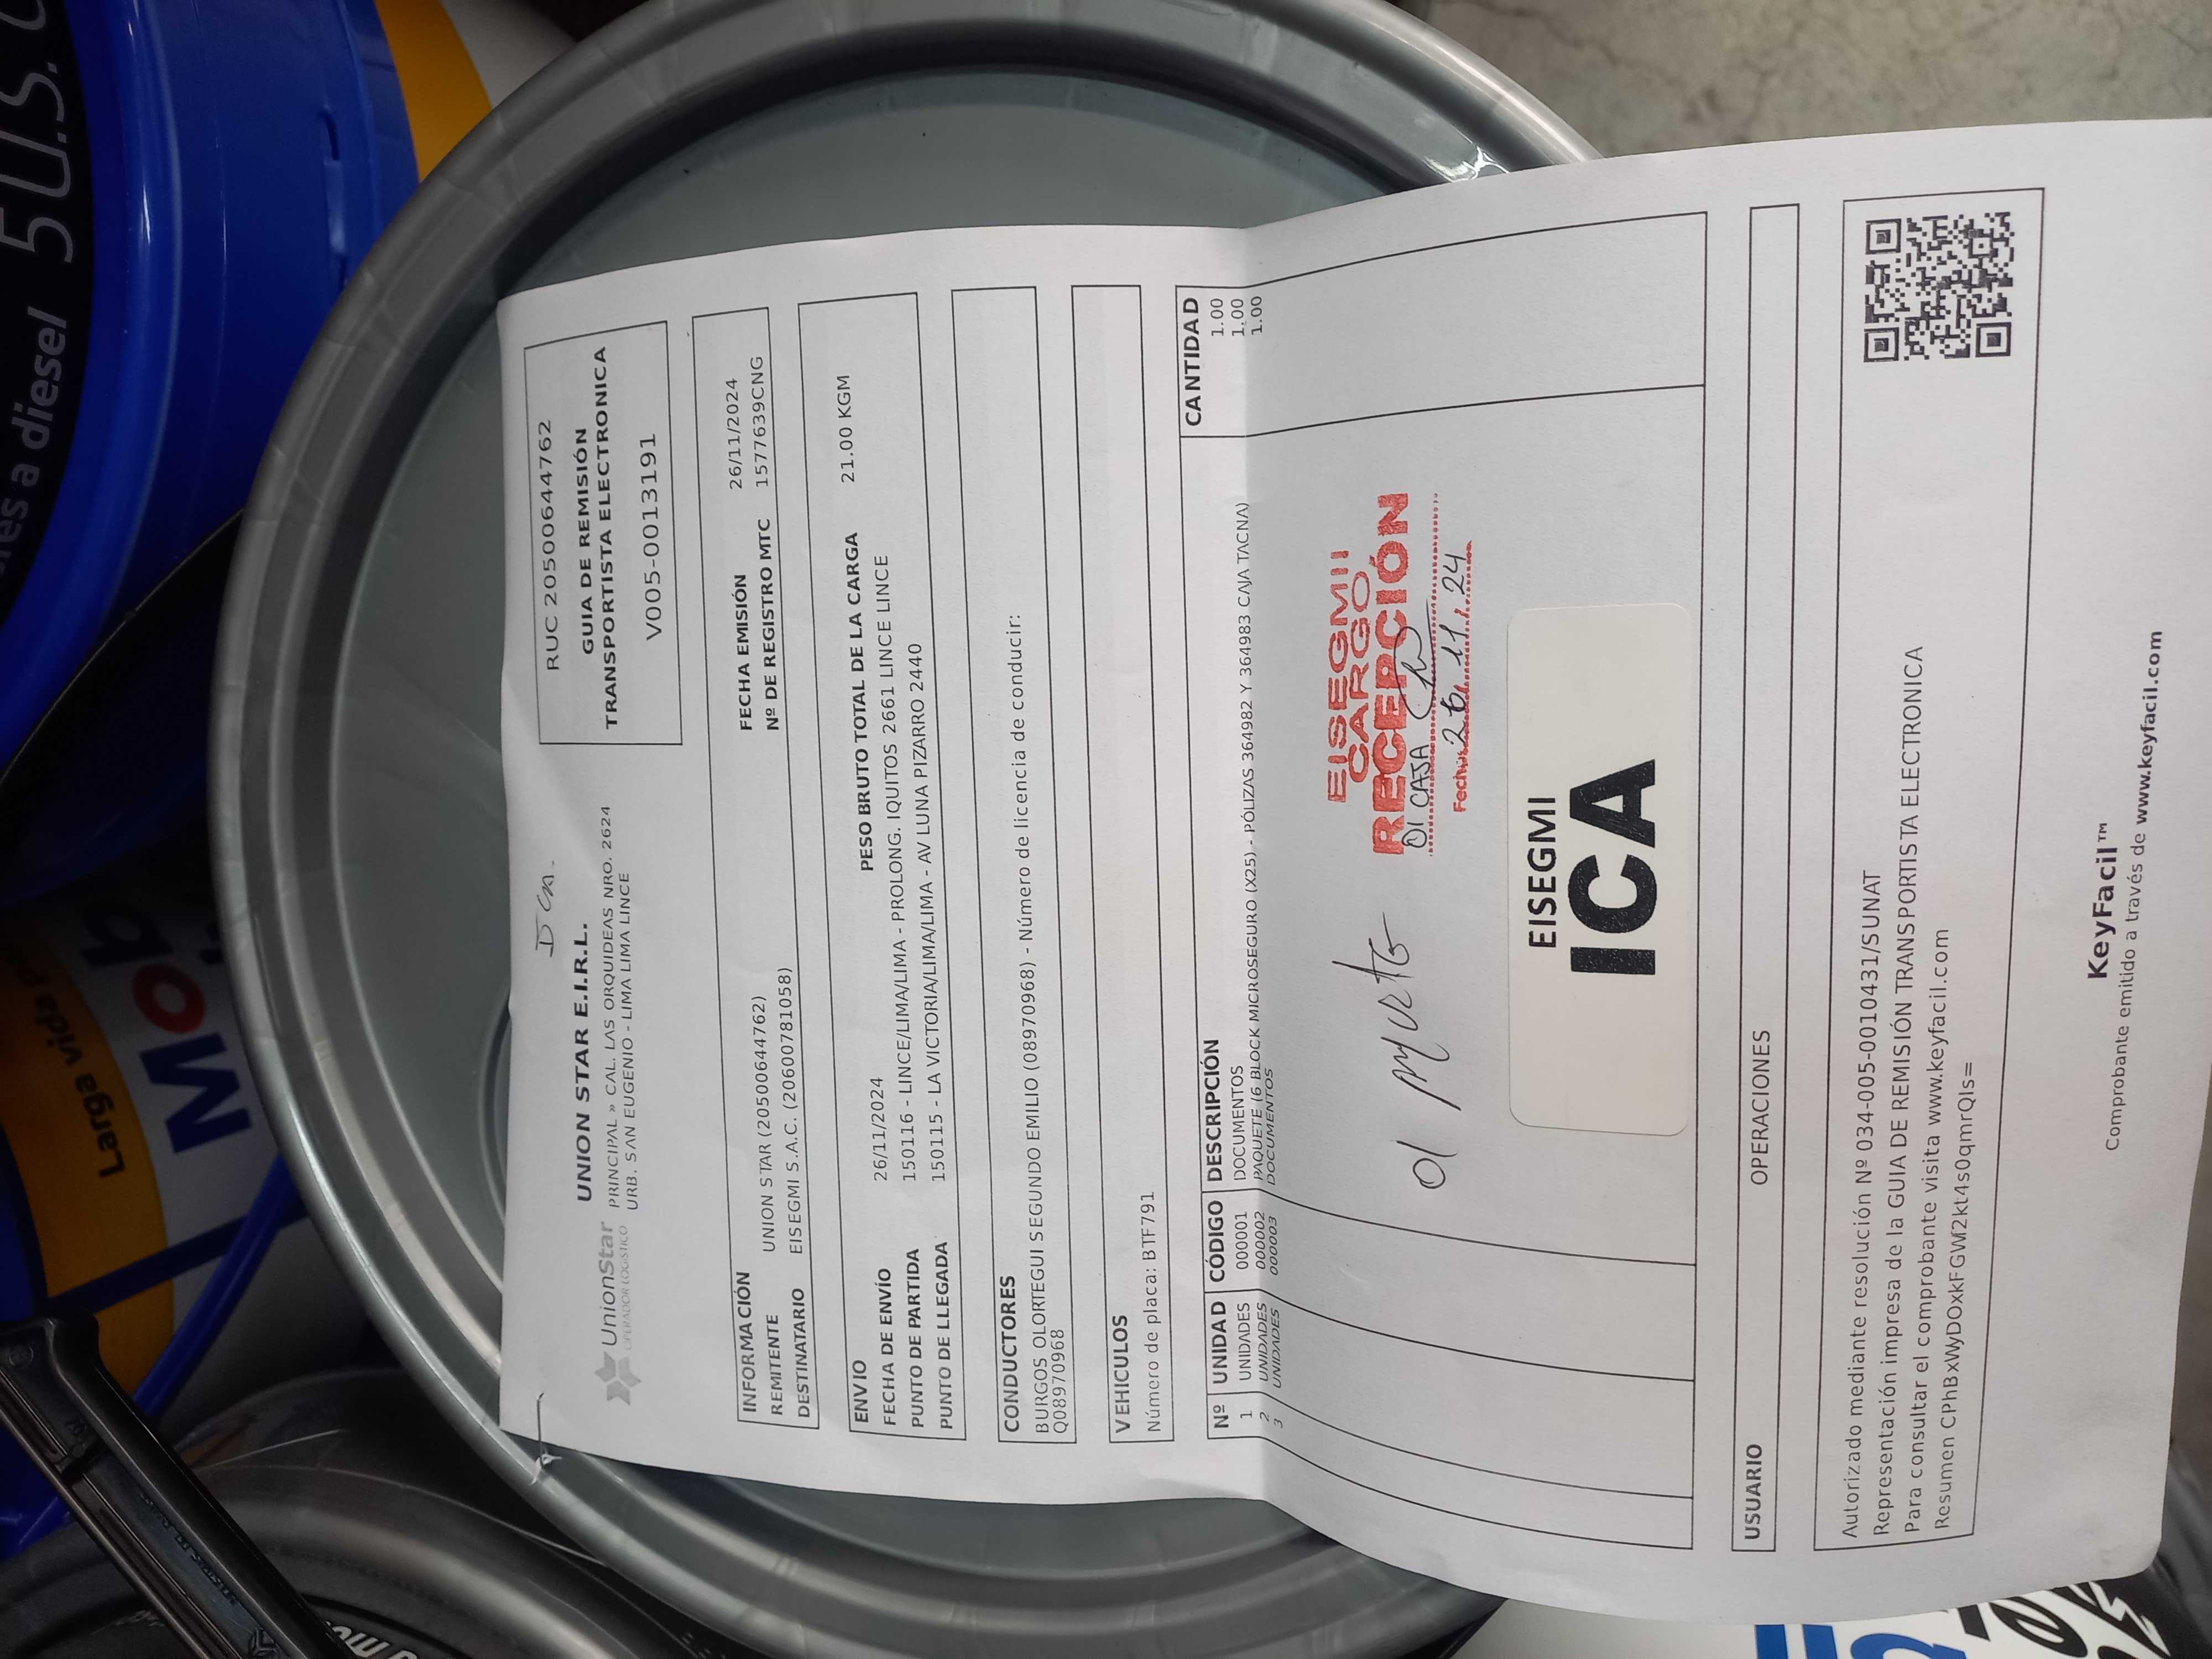 UnionStar
OPERADOR LOGISTICO
UNION STAR E.I.R.L.
PRINCIPAL » CAL. LAS ORQUIDEAS NRO. 2624
URB. SAN EUGENIO - LIMA LIMA LINCE
RUC 20500644762
GUIA DE REMISIÓN
TRANSPORTISTA ELECTRONICA
V005-0013191
INFORMACIÓN
REMITENTE UNION STAR (20500644762)
DESTINATARIO EISEGMI S.A.C. (20600781058)
FECHA EMISIÓN 26/11/2024
Nº DE REGISTRO MTC 1577639CNG
ENVIO
FECHA DE ENVÍO 26/11/2024
PESO BRUTO TOTAL DE LA CARGA 21.00 KGM
PUNTO DE PARTIDA 150116 - LINCE/LIMA/LIMA - PROLONG. IQUITOS 2661 LINCE LINCE
PUNTO DE LLEGADA 150115 - LA VICTORIA/LIMA/LIMA - AV LUNA PIZARRO 2440
CONDUCTORES
BURGOS OLORTEGUI SEGUNDO EMILIO (08970968) - Número de licencia de conducir:
Q08970968
VEHICULOS
Número de placa: BTF791
Nº UNIDAD CÓDIGO DESCRIPCIÓN CANTIDAD
1 UNIDADES 000001 DOCUMENTOS 1.00
2 UNIDADES 000002 PAQUETE (6 BLOCK MICROSEGURO (X25) - PÓLIZAS 364982 Y 364983 CAJA TACNA) 1.00
3 UNIDADES 000003 DOCUMENTOS 1.00
EISEGMII
CARGO
RECEPCIÓN
01 CAJA
Fecha: 26.11.24
01
EISEGMI
ICA
USUARIO OPERACIONES
Autorizado mediante resolución Nº 034-005-0010431/SUNAT
Representación impresa de la GUIA DE REMISIÓN TRANSPORTISTA ELECTRONICA
Para consultar el comprobante visita www.keyfacil.com
Resumen CPhBxWyDOxkFGWf2kt4s0qmrQIs=
KeyFacil™
Comprobante emitido a través de www.keyfacil.com
a diesel 5 U.S.
Larga vida
Mob